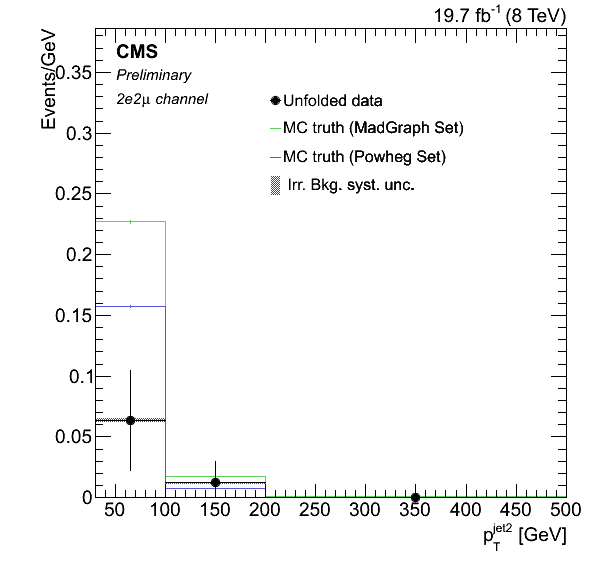 19.7 fb-1 (8 TeV)
Events/GeV
CMS
Preliminary
2e2μ channel
Unfolded data
MC truth (MadGraph Set)
MC truth (Powheg Set)
Irr. Bkg. syst. unc.
0.35
0.3
0.25
0.2
0.15
0.1
0.05
0
50 100 150 200 250 300 350 400 450 500
pTjet2 [GeV]